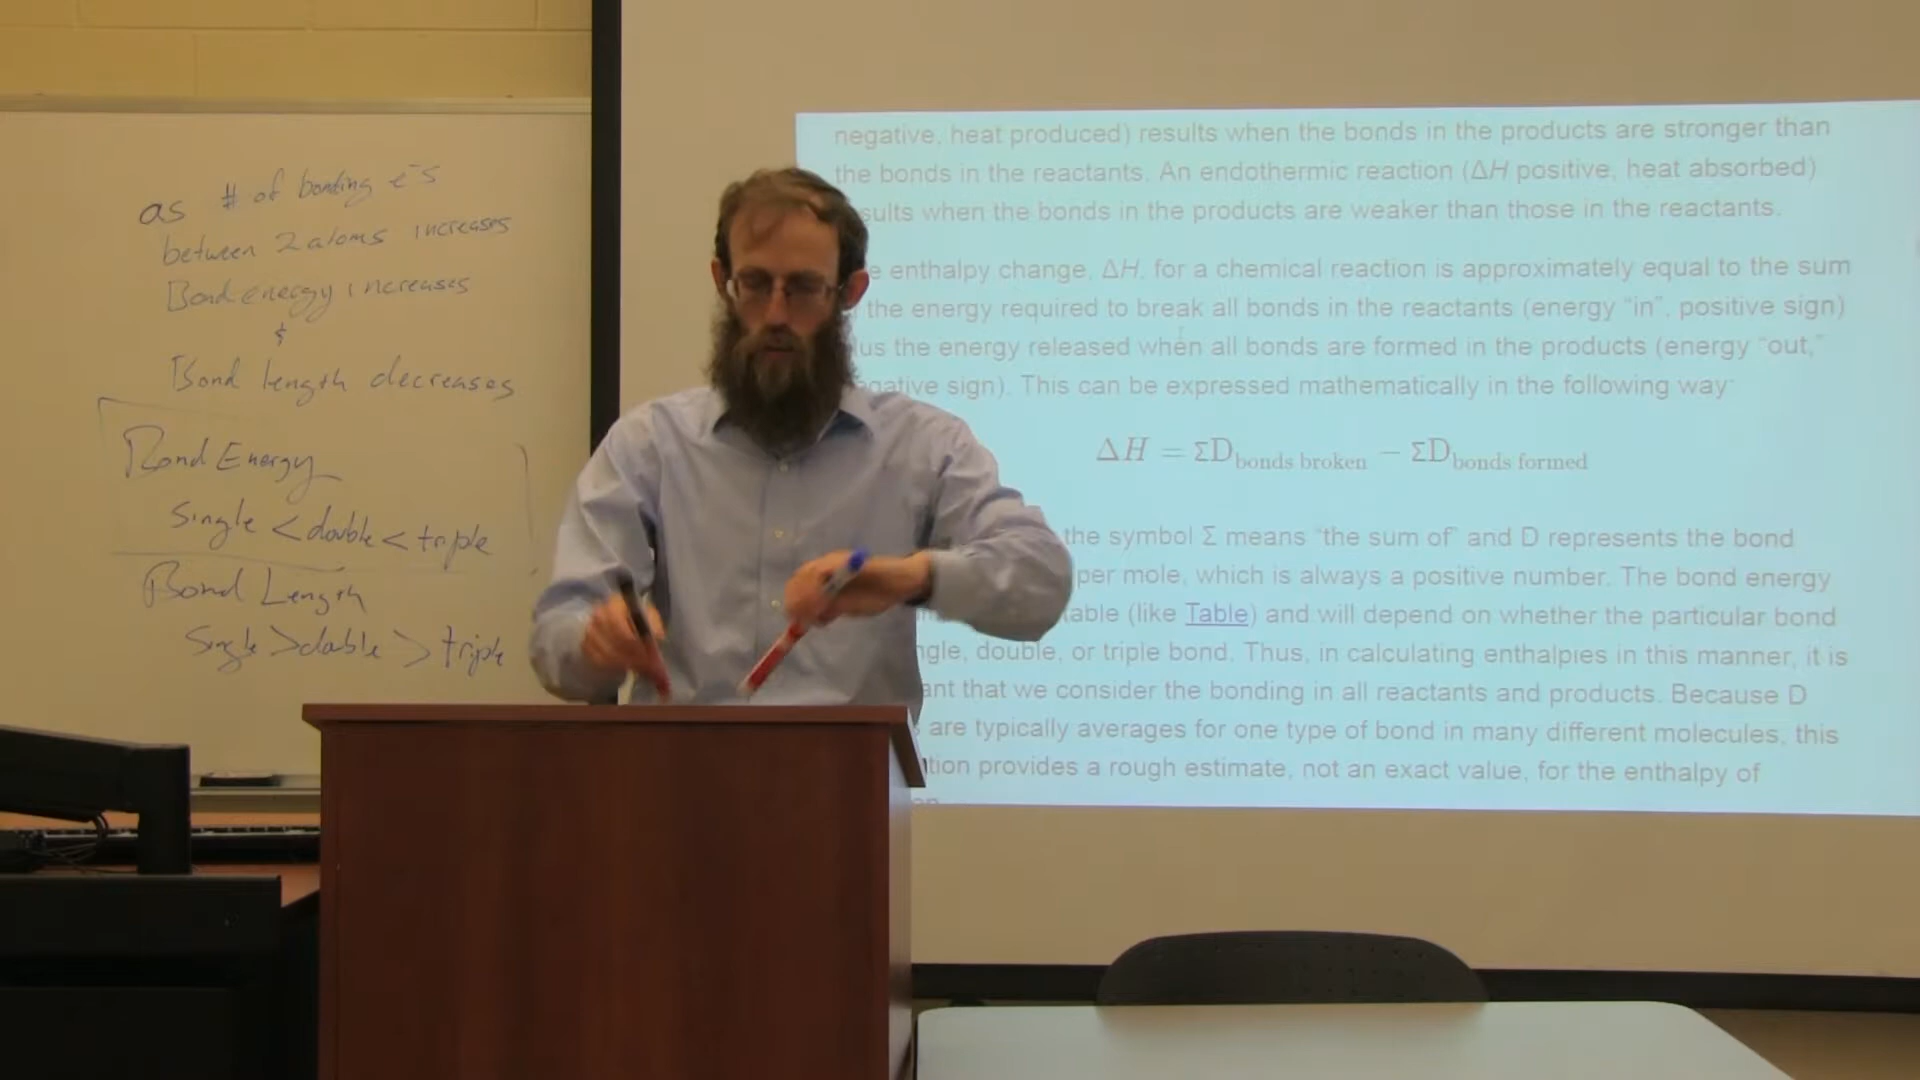 as # of bonding e⁻s
between 2 atoms increases
Bond energy increases
&
Bond length decreases
Bond Energy
Single < double < triple
Bond Length
Single > double > triple
negative, heat produced) results when the bonds in the products are stronger than
the bonds in the reactants. An endothermic reaction (ΔH positive, heat absorbed)
sults when the bonds in the products are weaker than those in the reactants.
e enthalpy change, ΔH, for a chemical reaction is approximately equal to the sum
the energy required to break all bonds in the reactants (energy “in”, positive sign)
lus the energy released when all bonds are formed in the products (energy “out,”
gative sign). This can be expressed mathematically in the following way:
ΔH = ΣD bonds broken − ΣD bonds formed
the symbol Σ means “the sum of” and D represents the bond
per mole, which is always a positive number. The bond energy
table (like Table) and will depend on whether the particular bond
ngle, double, or triple bond. Thus, in calculating enthalpies in this manner, it is
ant that we consider the bonding in all reactants and products. Because D
are typically averages for one type of bond in many different molecules, this
tion provides a rough estimate, not an exact value, for the enthalpy of